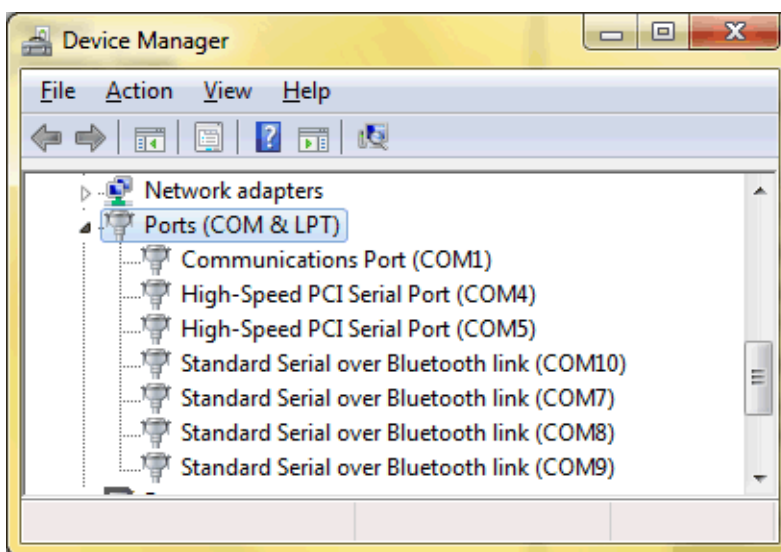 Device Manager
File Action View Help
Network adapters
Ports (COM & LPT)
Communications Port (COM1)
High-Speed PCI Serial Port (COM4)
High-Speed PCI Serial Port (COM5)
Standard Serial over Bluetooth link (COM10)
Standard Serial over Bluetooth link (COM7)
Standard Serial over Bluetooth link (COM8)
Standard Serial over Bluetooth link (COM9)